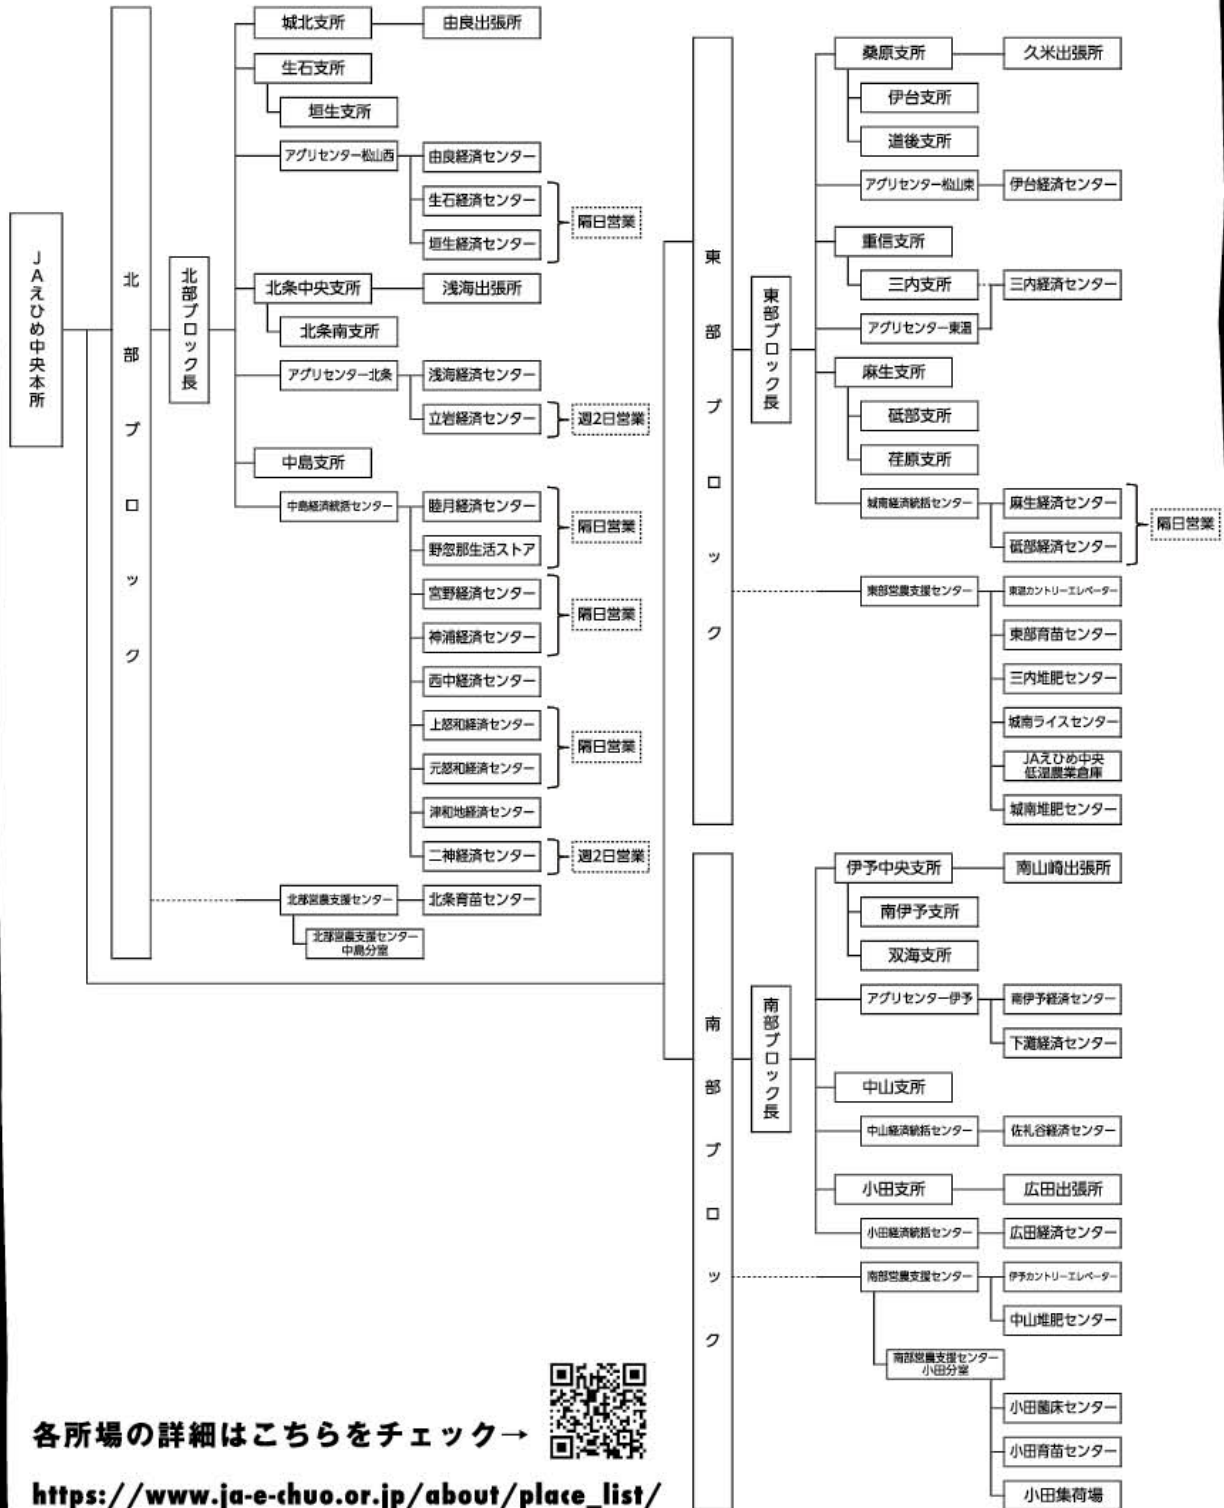 JAえひめ中央本所
北部ブロック
北部ブロック長
城北支所
由良出張所
生石支所
垣生支所
アグリセンター松山西
由良経済センター
生石経済センター
垣生経済センター
隔日営業
北条中央支所
浅海出張所
北条南支所
アグリセンター北条
浅海経済センター
立岩経済センター
週2日営業
中島支所
中島経済統括センター
睦月経済センター
野忽那生活ストア
隔日営業
宮野経済センター
神浦経済センター
隔日営業
西中経済センター
上怒和経済センター
元怒和経済センター
隔日営業
津和地経済センター
二神経済センター
週2日営業
北部営農支援センター
北条育苗センター
北部営農支援センター
中島分室
東部ブロック
東部ブロック長
桑原支所
久米出張所
伊台支所
道後支所
アグリセンター松山東
伊台経済センター
重信支所
三内支所
三内経済センター
アグリセンター東温
麻生支所
砥部支所
荏原支所
城南経済統括センター
麻生経済センター
砥部経済センター
隔日営業
東部営農支援センター
東温カントリーエレベーター
東部育苗センター
三内堆肥センター
城南ライスセンター
JAえひめ中央
低温農業倉庫
城南堆肥センター
南部ブロック
南部ブロック長
伊予中央支所
南山崎出張所
南伊予支所
双海支所
アグリセンター伊予
南伊予経済センター
下灘経済センター
中山支所
中山経済統括センター
佐礼谷経済センター
小田支所
広田出張所
小田経済統括センター
広田経済センター
南部営農支援センター
伊予カントリーエレベーター
中山堆肥センター
南部営農支援センター
小田分室
小田菌床センター
小田育苗センター
小田集荷場
各所場の詳細はこちらをチェック→
https://www.ja-e-chuo.or.jp/about/place_list/